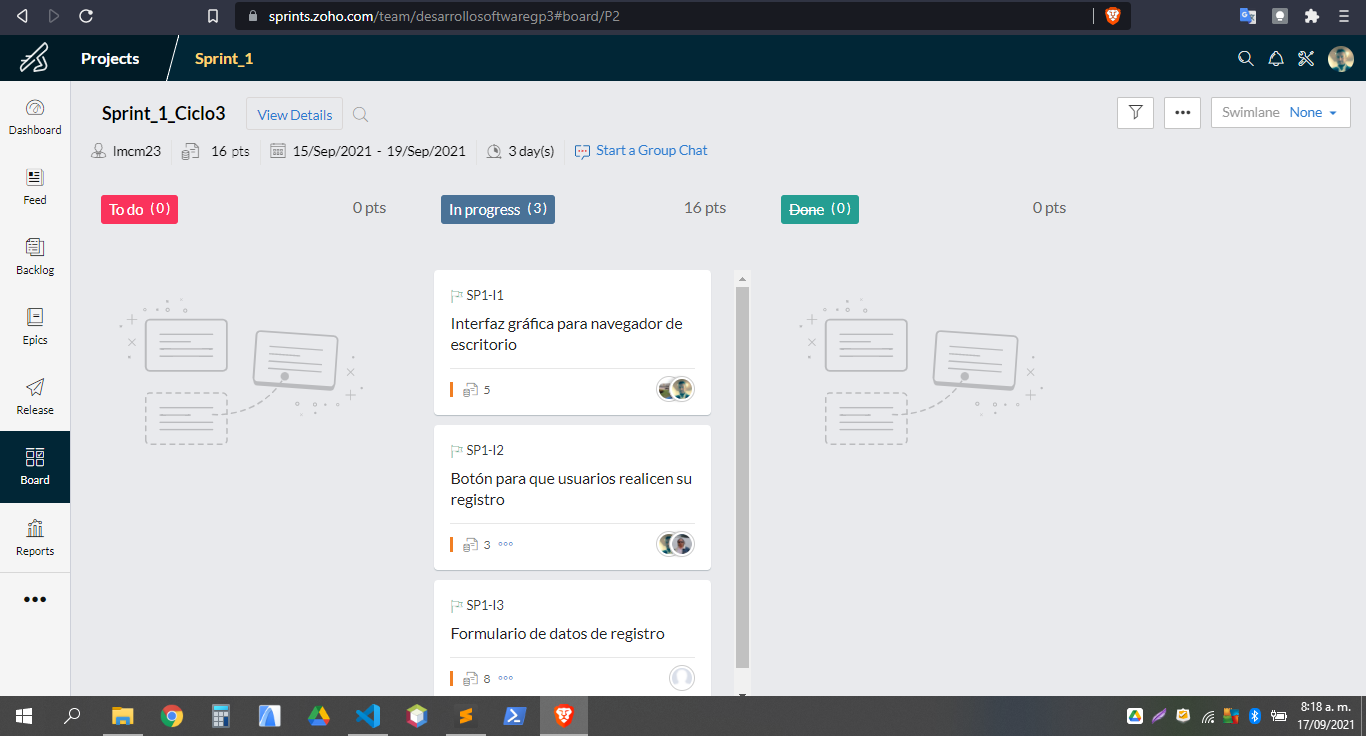 sprints.zoho.com/team/desarrollosoftwaregp3#board/P2
Projects
Sprint_1
Dashboard
Feed
Backlog
Epics
Release
Board
Reports
Sprint_1_Ciclo3
View Details
Swimlane None
lmcm23
16 pts
15/Sep/2021 - 19/Sep/2021
3 day(s)
Start a Group Chat
To do (0)
0 pts
In progress (3)
16 pts
Done (0)
0 pts
SP1-I1
Interfaz gráfica para navegador de
escritorio
5
SP1-I2
Botón para que usuarios realicen su
registro
3
SP1-I3
Formulario de datos de registro
8
8:18 a. m.
17/09/2021